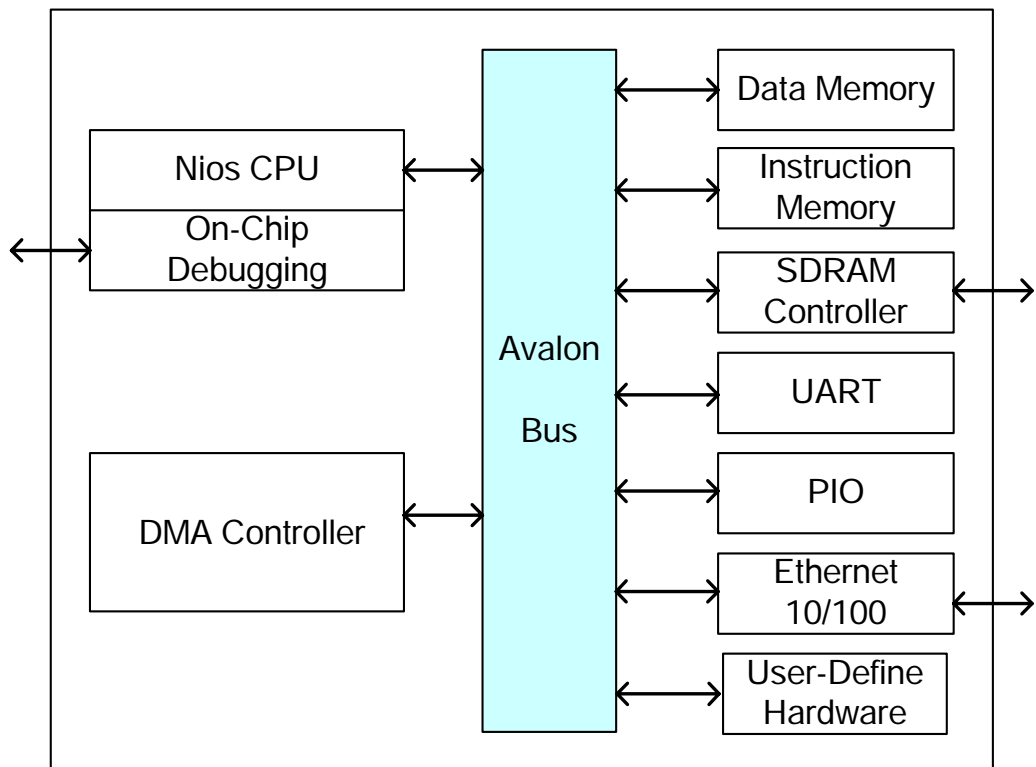 Nios CPU
On-Chip
Debugging
DMA Controller
Avalon
Bus
Data Memory
Instruction
Memory
SDRAM
Controller
UART
PIO
Ethernet
10/100
User-Define
Hardware